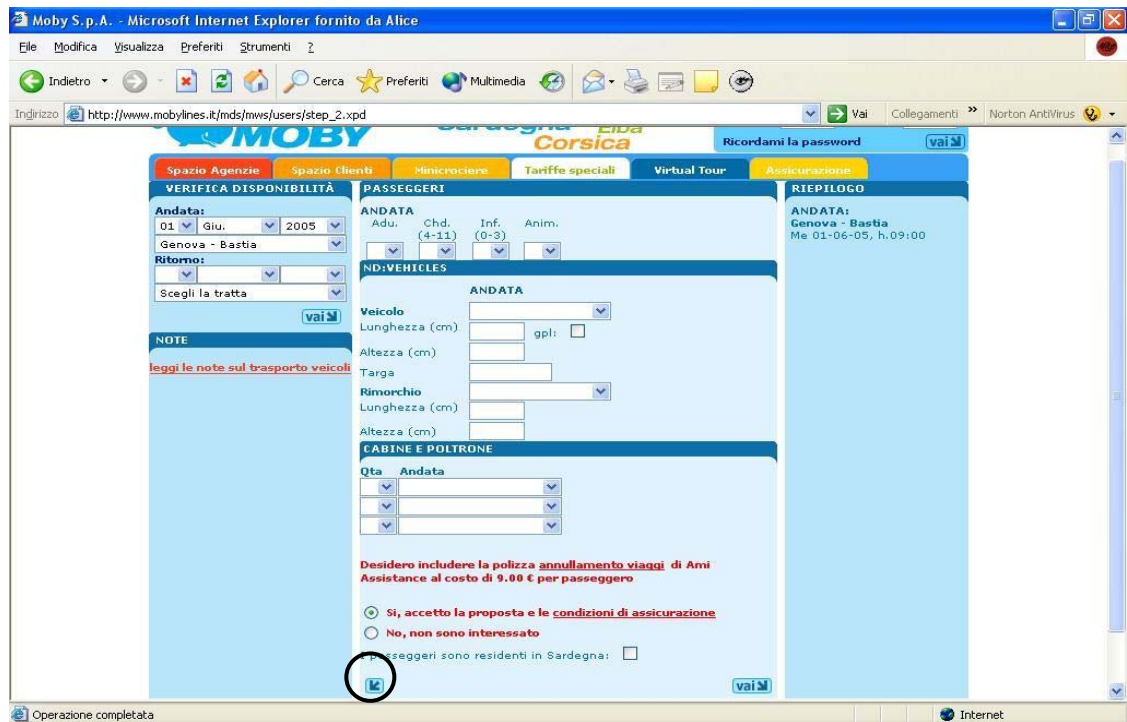 Moby S.p.A. - Microsoft Internet Explorer fornito da Alice
File Modifica Visualizza Preferiti Strumenti ?
Indietro Cerca Preferiti Multimedia
Indirizzo http://www.mobylines.it/mds/mws/users/step_2.xpd Vai Collegamenti » Norton AntiVirus
MOBY Sardegna Elba
Corsica
Ricordami la password vai
Spazio Agenzie Spazio Clienti Minicrociere Tariffe speciali Virtual Tour Assicurazione
VERIFICA DISPONIBILITÀ
Andata:
01 Giu. 2005
Genova - Bastia
Ritorno:
Scegli la tratta
vai
NOTE
leggi le note sul trasporto veicoli
PASSEGGERI
ANDATA
Adu. Chd. Inf. Anim.
(4-11) (0-3)
ND:VEHICLES
ANDATA
Veicolo
Lunghezza (cm) gpl:
Altezza (cm)
Targa
Rimorchio
Lunghezza (cm)
Altezza (cm)
CABINE E POLTRONE
Qta Andata
Desidero includere la polizza annullamento viaggi di Ami
Assistance al costo di 9.00 € per passeggero
Si, accetto la proposta e le condizioni di assicurazione
No, non sono interessato
I passeggeri sono residenti in Sardegna:
vai
RIEPILOGO
ANDATA:
Genova - Bastia
Me 01-06-05, h.09:00
Operazione completata Internet